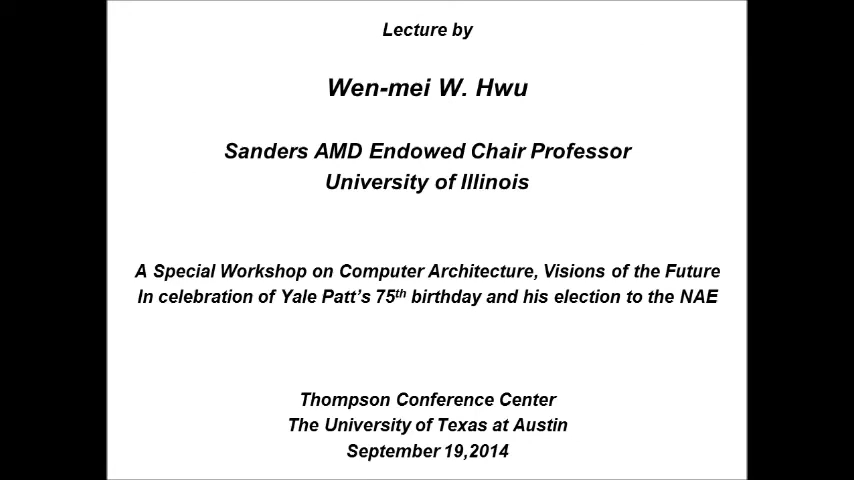 Lecture by
Wen-mei W. Hwu
Sanders AMD Endowed Chair Professor
University of Illinois
A Special Workshop on Computer Architecture, Visions of the Future
In celebration of Yale Patt's 75th birthday and his election to the NAE
Thompson Conference Center
The University of Texas at Austin
September 19,2014